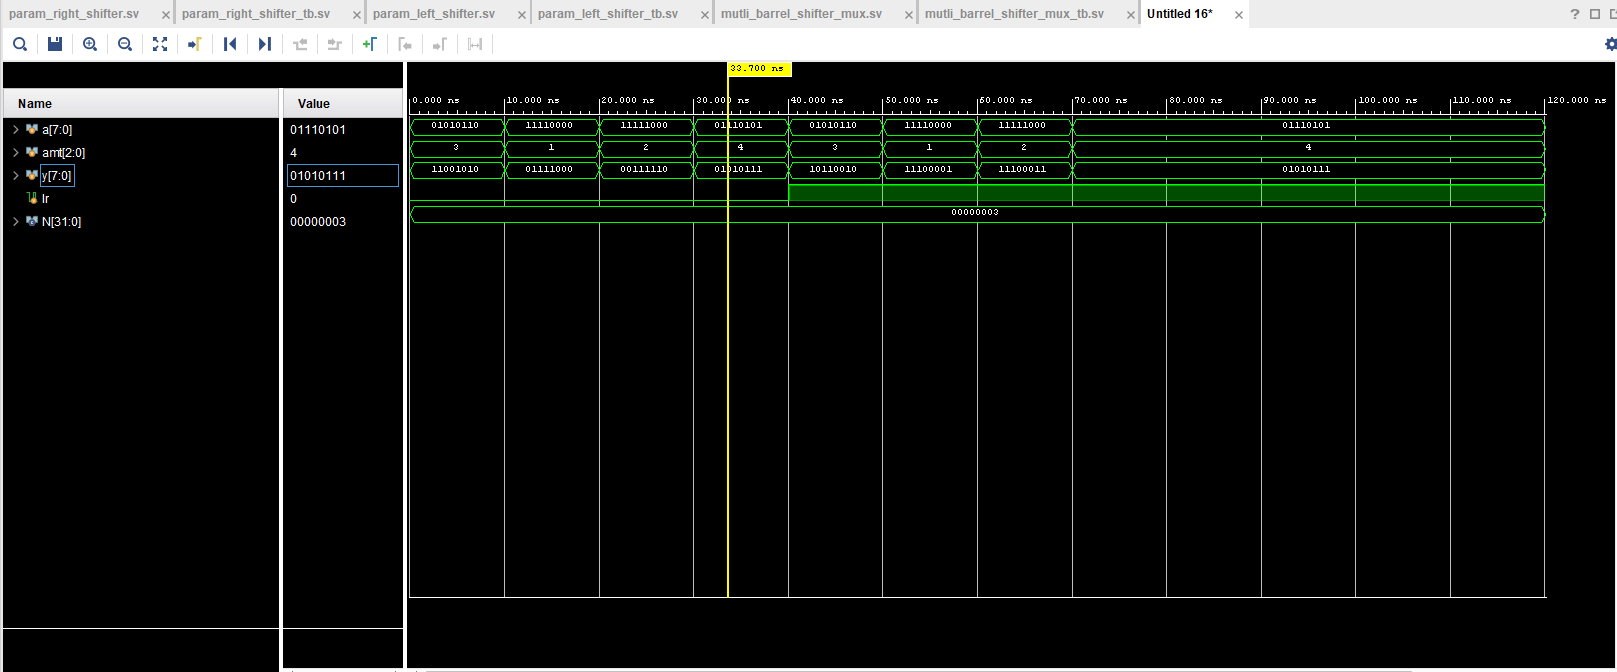 param_right_shifter.sv param_right_shifter_tb.sv param_left_shifter.sv param_left_shifter_tb.sv mutli_barrel_shifter_mux.sv mutli_barrel_shifter_mux_tb.sv Untitled 16*
33.700 ns
Name Value 0.000 ns 10.000 ns 20.000 ns 30.000 ns 40.000 ns 50.000 ns 60.000 ns 70.000 ns 80.000 ns 90.000 ns 100.000 ns 110.000 ns 120.000 ns
a[7:0] 01110101 01010110 11110000 11111000 01110101 01010110 11110000 11111000 01110101
amt[2:0] 4 3 1 2 4 3 1 2 4
y[7:0] 01010111 11001010 01111000 00111110 01010111 10110010 11100001 11100011 01010111
lr 0
N[31:0] 00000003 00000003